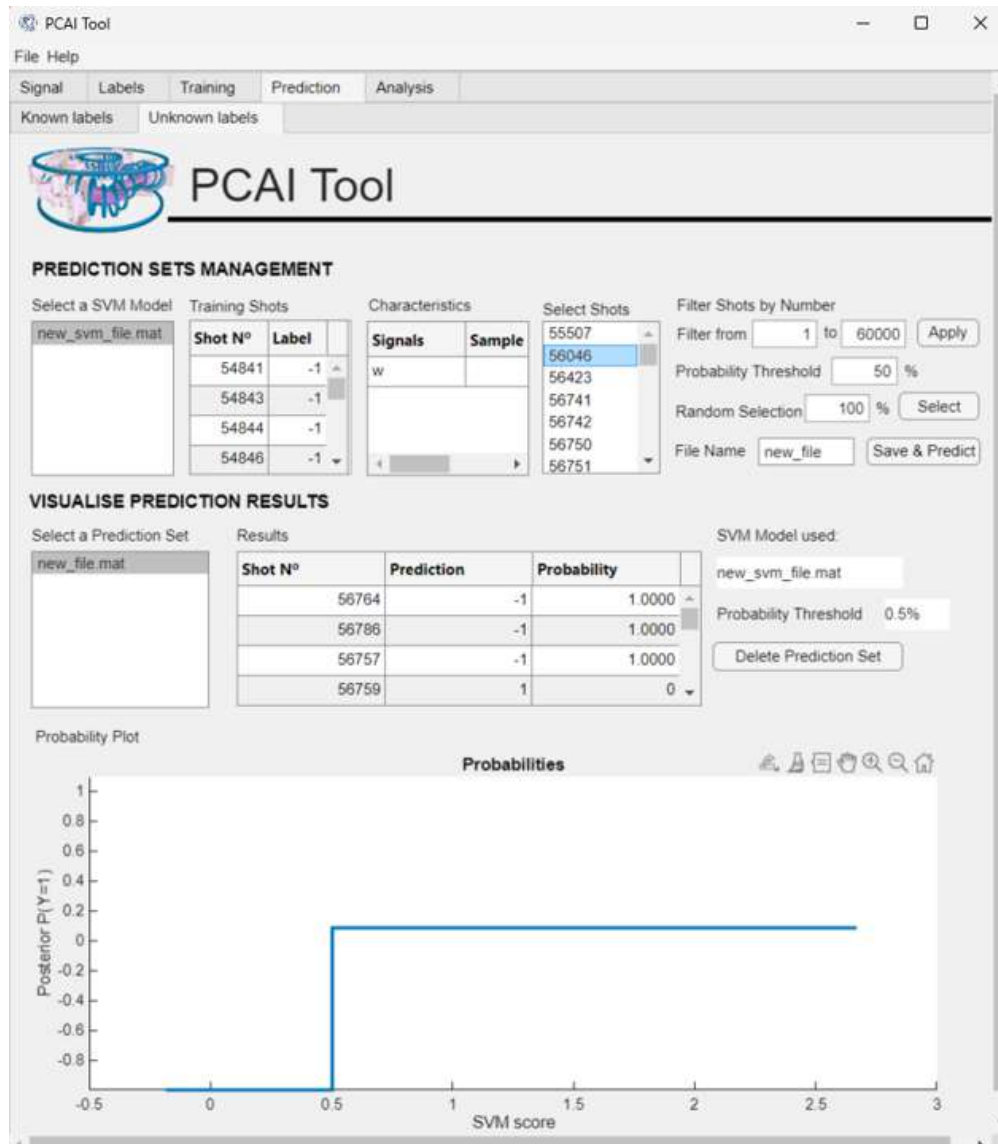 PCAI Tool
File Help
Signal Labels Training Prediction Analysis
Known labels Unknown labels
PCAI Tool
PREDICTION SETS MANAGEMENT
Select a SVM Model Training Shots Characteristics Select Shots Filter Shots by Number
new_svm_file.mat Shot Nº Label Signals Sample 55507 Filter from 1 to 60000 Apply
54841 -1 w 56046 Probability Threshold 50 %
54843 -1 56423
54844 -1 56741 Random Selection 100 % Select
54846 -1 56742
56750 File Name new_file Save & Predict
56751
VISUALISE PREDICTION RESULTS
Select a Prediction Set Results SVM Model used:
new_file.mat Shot Nº Prediction Probability new_svm_file.mat
56764 -1 1.0000
56786 -1 1.0000 Probability Threshold 0.5%
56757 -1 1.0000 Delete Prediction Set
56759 1 0
Probability Plot
Probabilities
Posterior P(Y=1)
1
0.8
0.6
0.4
0.2
0
-0.2
-0.4
-0.6
-0.8
-0.5 0 0.5 1 1.5 2 2.5 3
SVM score